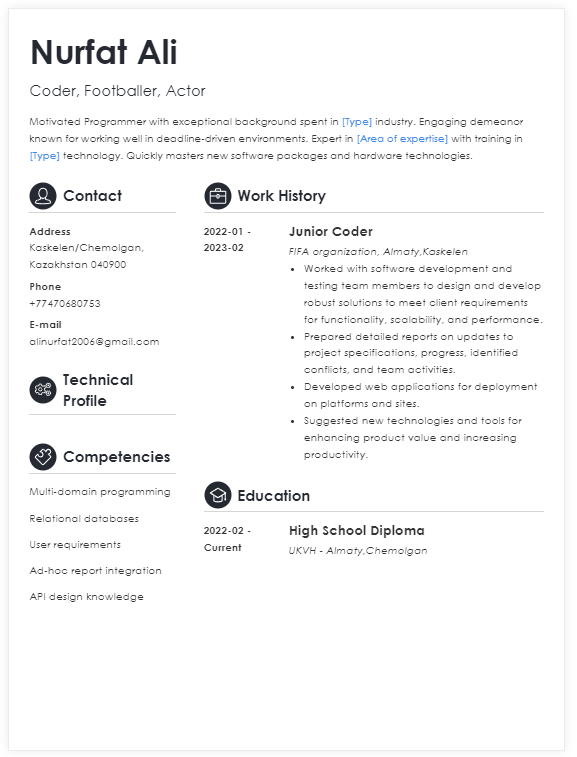 Nurfat Ali
Coder, Footballer, Actor
Motivated Programmer with exceptional background spent in [Type] industry. Engaging demeanor
known for working well in deadline-driven environments. Expert in [Area of expertise] with training in
[Type] technology. Quickly masters new software packages and hardware technologies.
Contact
Address
Kaskelen/Chemolgan,
Kazakhstan 040900
Phone
+77470680753
E-mail
alinurfat2006@gmail.com
Technical
Profile
Competencies
Multi-domain programming
Relational databases
User requirements
Ad-hoc report integration
API design knowledge
Work History
2022-01 -
2023-02
Junior Coder
FIFA organization, Almaty,Kaskelen
• Worked with software development and
testing team members to design and develop
robust solutions to meet client requirements
for functionality, scalability, and performance.
• Prepared detailed reports on updates to
project specifications, progress, identified
conflicts, and team activities.
• Developed web applications for deployment
on platforms and sites.
• Suggested new technologies and tools for
enhancing product value and increasing
productivity.
Education
2022-02 -
Current
High School Diploma
UKVH - Almaty,Chemolgan